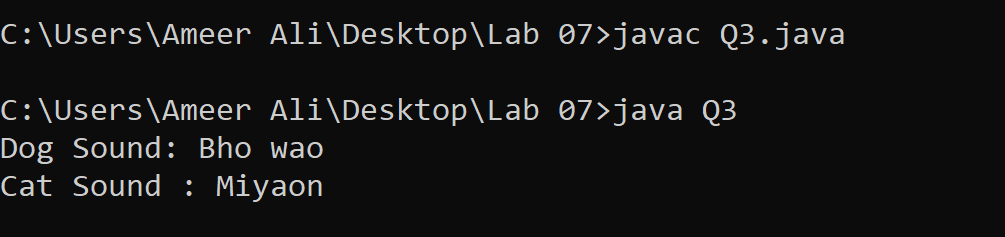 C:\Users\Ameer Ali\Desktop\Lab 07>javac Q3.java
C:\Users\Ameer Ali\Desktop\Lab 07>java Q3
Dog Sound: Bho wao
Cat Sound : Miyaon